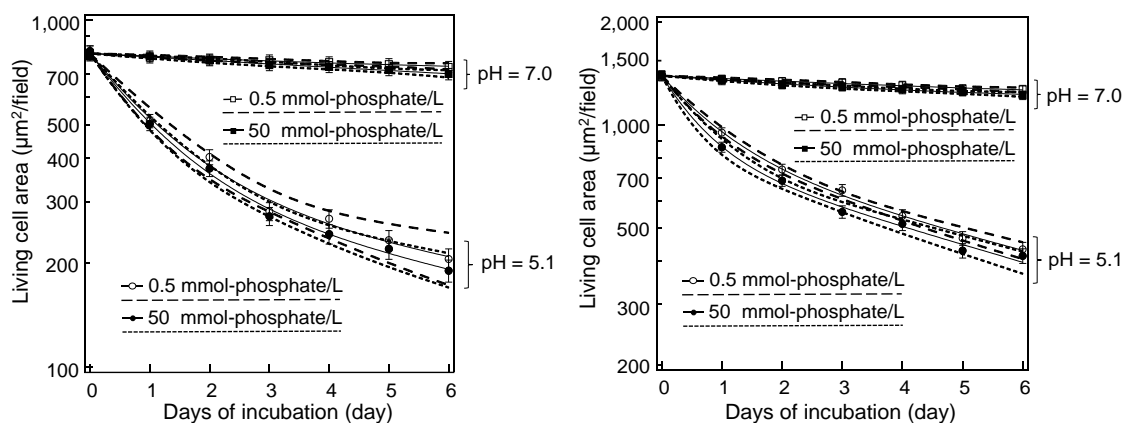 1,000
700
500
400
300
200
100
Living cell area (µm²/field)
0 1 2 3 4 5 6
Days of incubation (day)
0.5 mmol-phosphate/L
50 mmol-phosphate/L
pH = 7.0
0.5 mmol-phosphate/L
50 mmol-phosphate/L
pH = 5.1
2,000
1,500
1,000
700
500
400
300
200
Living cell area (µm²/field)
0 1 2 3 4 5 6
Days of incubation (day)
0.5 mmol-phosphate/L
50 mmol-phosphate/L
pH = 7.0
0.5 mmol-phosphate/L
50 mmol-phosphate/L
pH = 5.1